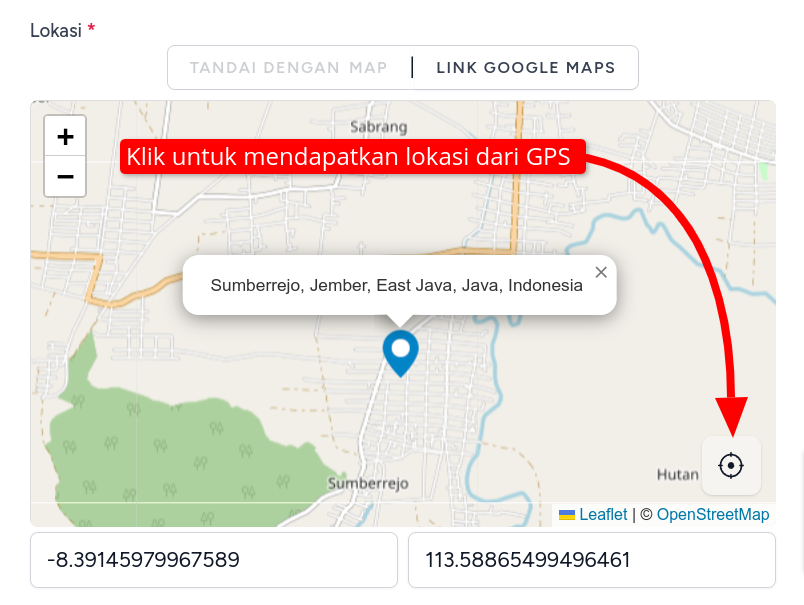 Lokasi *
TANDAI DENGAN MAP | LINK GOOGLE MAPS
Sabrang
+
Klik untuk mendapatkan lokasi dari GPS
−
Sumberrejo, Jember, East Java, Java, Indonesia ×
Hutan
Sumberrejo
Leaflet | © OpenStreetMap
-8.39145979967589
113.58865499496461